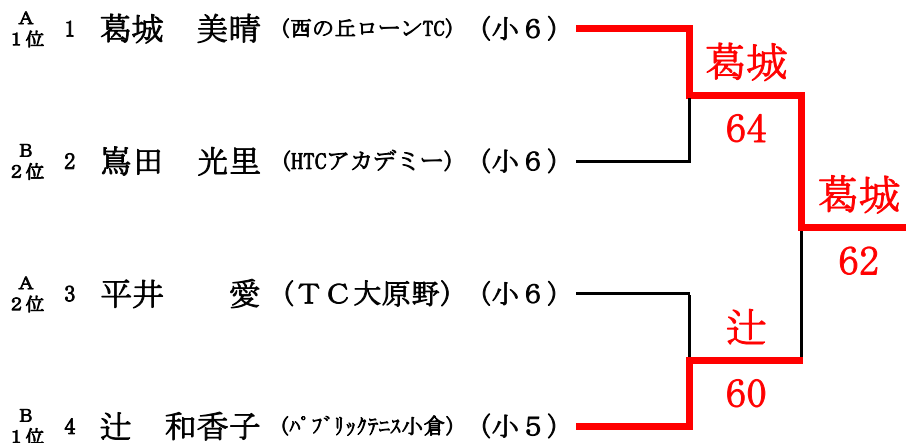 A
1位 1 葛城 美晴 (西の丘ローンTC) (小6)
葛城
64
B
2位 2 嶌田 光里 (HTCアカデミー) (小6)
葛城
62
A
2位 3 平井 愛 (TC大原野) (小6)
辻
60
B
1位 4 辻 和香子 (パブリックテニス小倉) (小5)